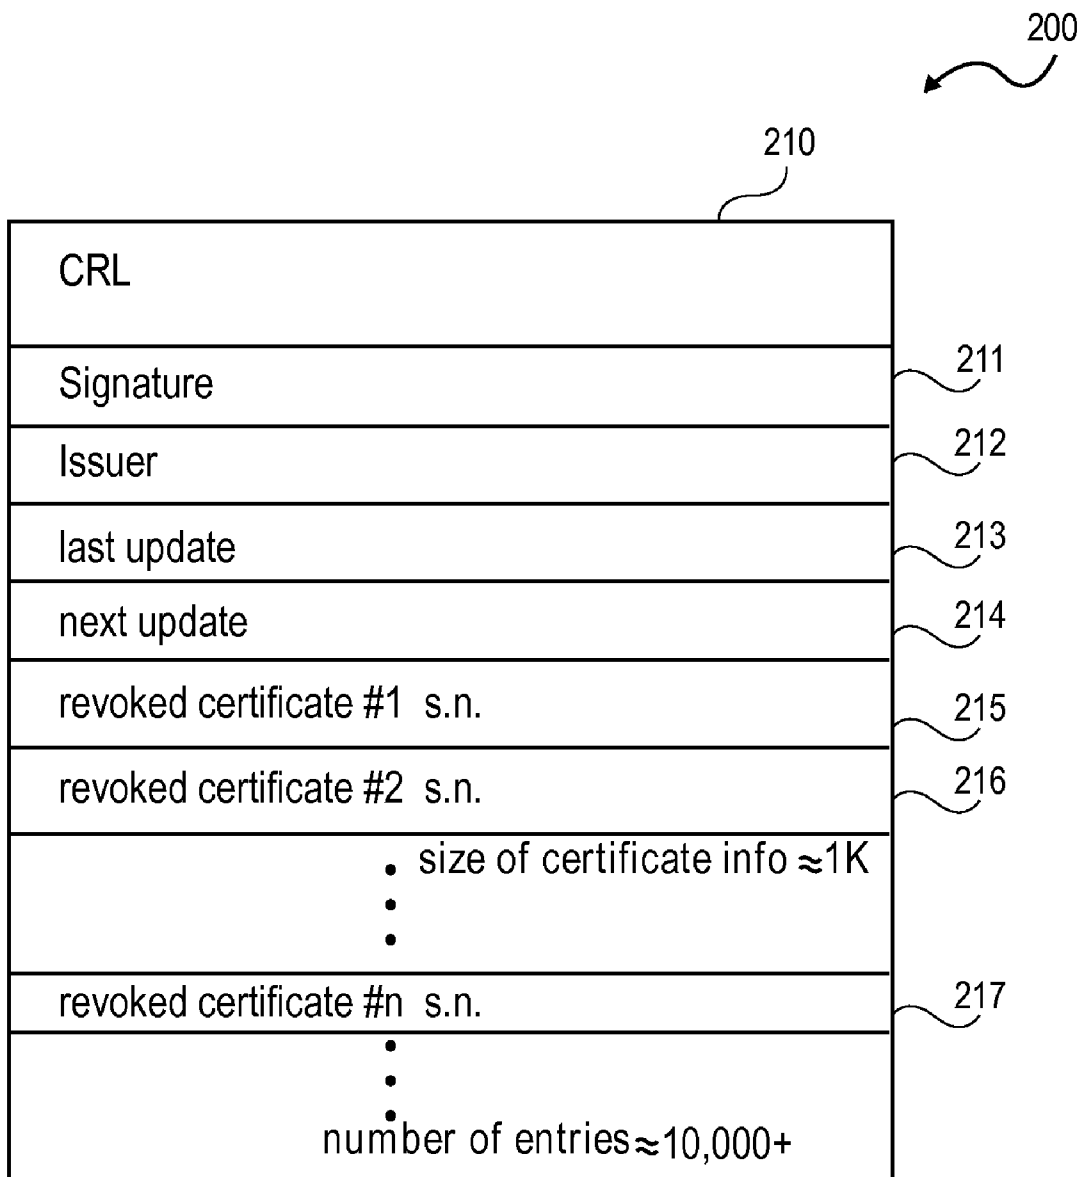 200
210
CRL
Signature
211
Issuer
212
last update
213
next update
214
revoked certificate #1 s.n.
215
revoked certificate #2 s.n.
216
size of certificate info ≈1K
revoked certificate #n s.n.
217
number of entries≈10,000+